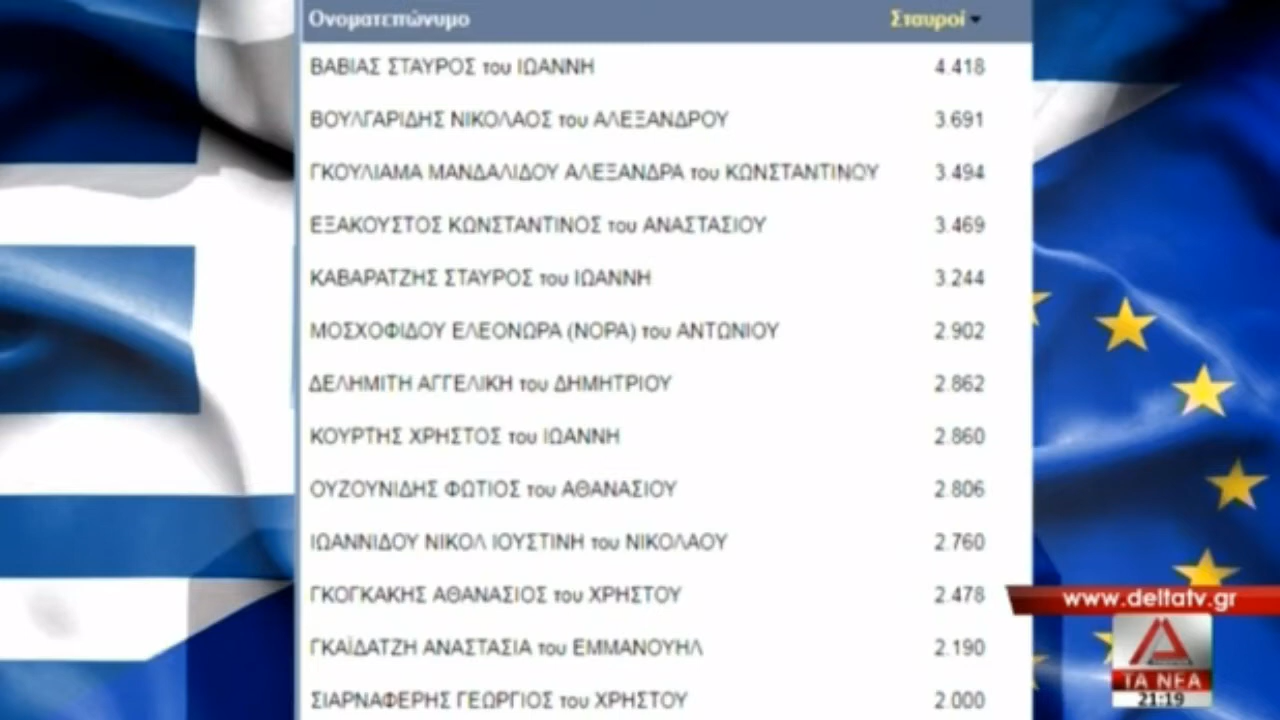 Ονοματεπώνυμο Σταυροί
ΒΑΒΙΑΣ ΣΤΑΥΡΟΣ του ΙΩΑΝΝΗ 4.418
ΒΟΥΛΓΑΡΙΔΗΣ ΝΙΚΟΛΑΟΣ του ΑΛΕΞΑΝΔΡΟΥ 3.691
ΓΚΟΥΛΙΑΜΑ ΜΑΝΔΑΛΙΔΟΥ ΑΛΕΞΑΝΔΡΑ του ΚΩΝΣΤΑΝΤΙΝΟΥ 3.494
ΕΞΑΚΟΥΣΤΟΣ ΚΩΝΣΤΑΝΤΙΝΟΣ του ΑΝΑΣΤΑΣΙΟΥ 3.469
ΚΑΒΑΡΑΤΖΗΣ ΣΤΑΥΡΟΣ του ΙΩΑΝΝΗ 3.244
ΜΟΣΧΟΦΙΔΟΥ ΕΛΕΟΝΩΡΑ (ΝΟΡΑ) του ΑΝΤΩΝΙΟΥ 2.902
ΔΕΛΗΜΙΤΗ ΑΓΓΕΛΙΚΗ του ΔΗΜΗΤΡΙΟΥ 2.862
ΚΟΥΡΤΗΣ ΧΡΗΣΤΟΣ του ΙΩΑΝΝΗ 2.860
ΟΥΖΟΥΝΙΔΗΣ ΦΩΤΙΟΣ του ΑΘΑΝΑΣΙΟΥ 2.806
ΙΩΑΝΝΙΔΟΥ ΝΙΚΟΛ ΙΟΥΣΤΙΝΗ του ΝΙΚΟΛΑΟΥ 2.760
ΓΚΟΓΚΑΚΗΣ ΑΘΑΝΑΣΙΟΣ του ΧΡΗΣΤΟΥ 2.478
ΓΚΑΪΔΑΤΖΗ ΑΝΑΣΤΑΣΙΑ του ΕΜΜΑΝΟΥΗΛ 2.190
ΣΙΑΡΝΑΦΕΡΗΣ ΓΕΩΡΓΙΟΣ του ΧΡΗΣΤΟΥ 2.000
www.deltatv.gr
ΤΑ ΝΕΑ
21:19